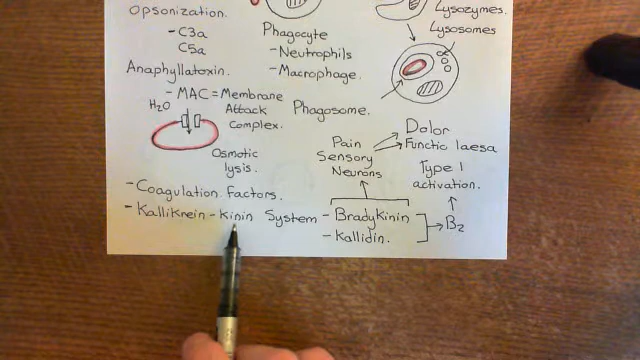 Opsonization.
- C3a
C5a
Anaphyllatoxin.
- MAC = Membrane
Attack
Complex.
H₂O
Osmotic
lysis.
- Coagulation Factors.
- Kallikrein - Kinin System - Bradykinin
- Kallidin.
Phagocyte
- Neutrophils
- Macrophage.
Phagosome.
Lysozymes.
Lysosomes
Pain
Sensory
Neurons
Dolor
Functio laesa
Type 1
activation.
B₂